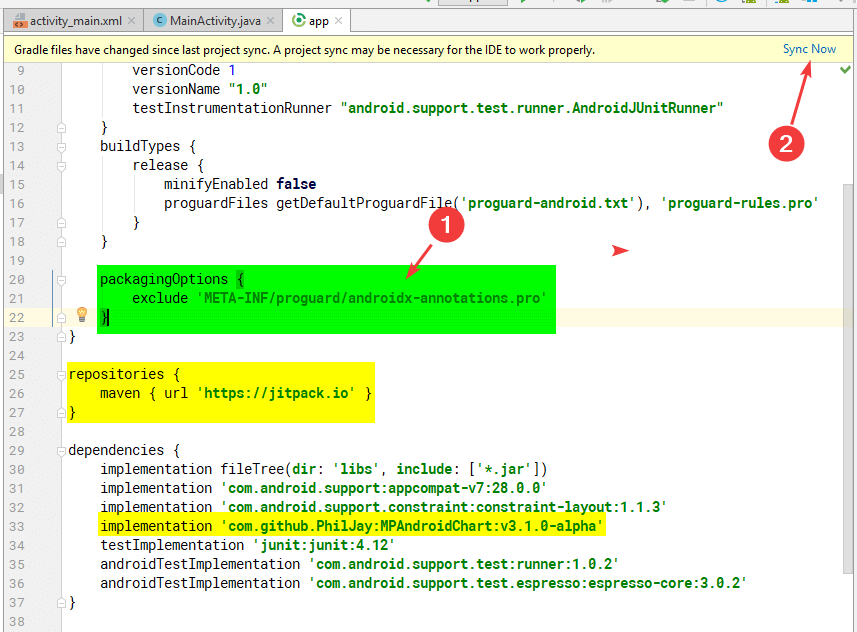 activity_main.xml × MainActivity.java × app ×
Gradle files have changed since last project sync. A project sync may be necessary for the IDE to work properly. Sync Now
9 versionCode 1
10 versionName "1.0"
11 testInstrumentationRunner "android.support.test.runner.AndroidJUnitRunner"
12 }
13 buildTypes {
14 release {
15 minifyEnabled false
16 proguardFiles getDefaultProguardFile('proguard-android.txt'), 'proguard-rules.pro'
17 }
18 }
19
20 packagingOptions {
21 exclude 'META-INF/proguard/androidx-annotations.pro'
22 }
23 }
24
25 repositories {
26 maven { url 'https://jitpack.io' }
27 }
28
29 dependencies {
30 implementation fileTree(dir: 'libs', include: ['*.jar'])
31 implementation 'com.android.support:appcompat-v7:28.0.0'
32 implementation 'com.android.support.constraint:constraint-layout:1.1.3'
33 implementation 'com.github.PhilJay:MPAndroidChart:v3.1.0-alpha'
34 testImplementation 'junit:junit:4.12'
35 androidTestImplementation 'com.android.support.test:runner:1.0.2'
36 androidTestImplementation 'com.android.support.test.espresso:espresso-core:3.0.2'
37 }
38
1
2